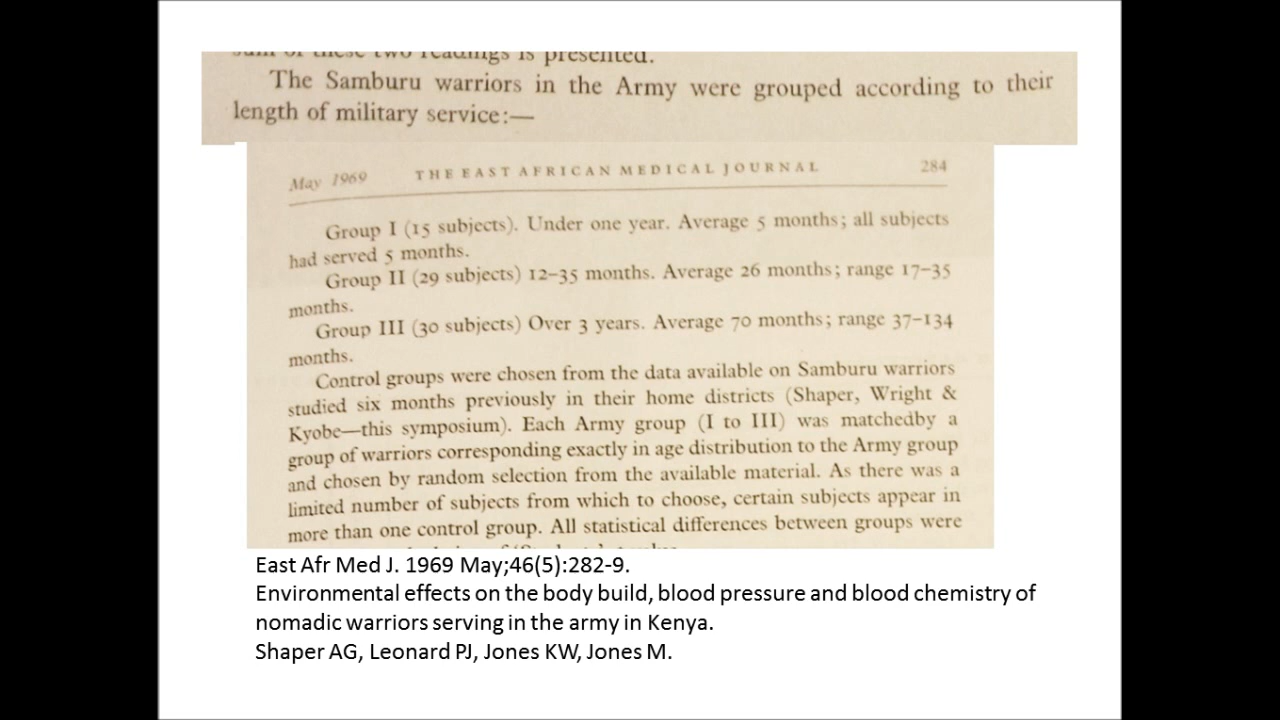 sum of these two readings is presented.
The Samburu warriors in the Army were grouped according to their
length of military service:—
May 1969 THE EAST AFRICAN MEDICAL JOURNAL 284
Group I (15 subjects). Under one year. Average 5 months; all subjects
had served 5 months.
Group II (29 subjects) 12–35 months. Average 26 months; range 17–35
months.
Group III (30 subjects) Over 3 years. Average 70 months; range 37–134
months.
Control groups were chosen from the data available on Samburu warriors
studied six months previously in their home districts (Shaper, Wright &
Kyobe—this symposium). Each Army group (I to III) was matchedby a
group of warriors corresponding exactly in age distribution to the Army group
and chosen by random selection from the available material. As there was a
limited number of subjects from which to choose, certain subjects appear in
more than one control group. All statistical differences between groups were
East Afr Med J. 1969 May;46(5):282-9.
Environmental effects on the body build, blood pressure and blood chemistry of
nomadic warriors serving in the army in Kenya.
Shaper AG, Leonard PJ, Jones KW, Jones M.